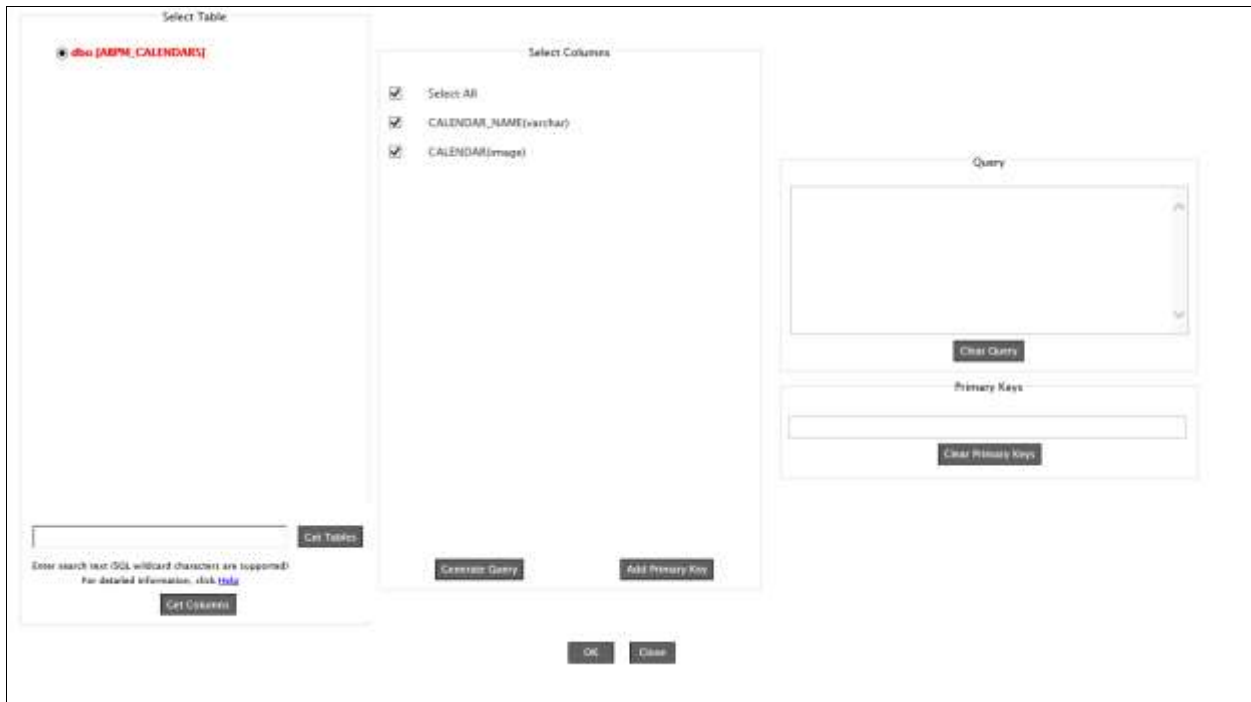 Select Table
dbo.[ABPM_CALENDARS]
Select Columns
Select All
CALENDAR_NAME(varchar)
CALENDAR(image)
Query
Clear Query
Primary Keys
Clear Primary Keys
Get Tables
Enter search text (SQL wildcard characters are supported)
For detailed information, click Help
Get Columns
Generate Query
Add Primary Key
OK
Close